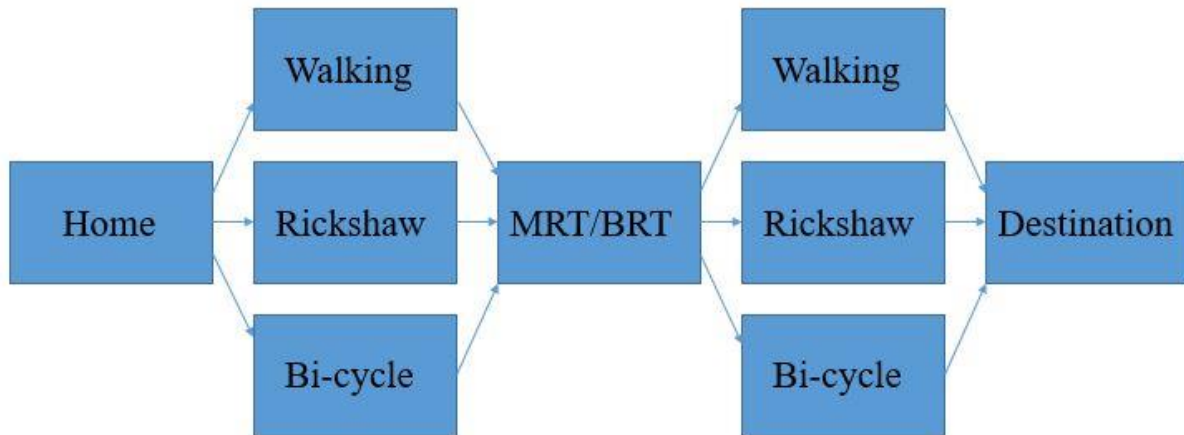 Walking
Walking
Home
Rickshaw
MRT/BRT
Rickshaw
Destination
Bi-cycle
Bi-cycle